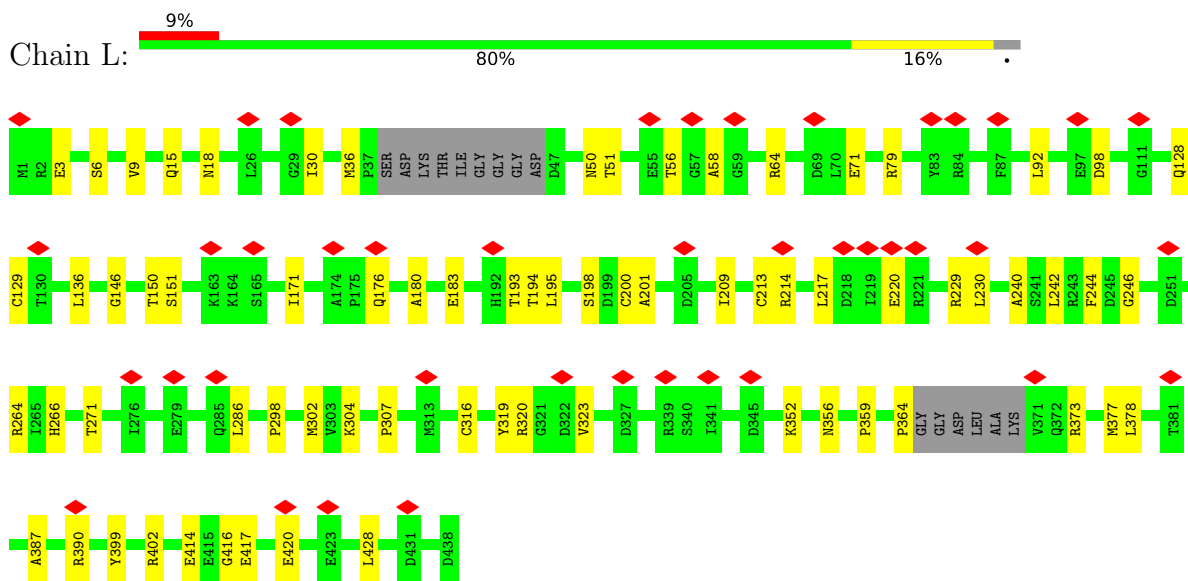 9%
Chain L:
80% 16% •
M1 R2 E3 S6 V9 Q15 N18 L26 G29 I30 M36 P37 SER ASP LYS THR ILE GLY GLY GLY ASP D47 N50 T51 E55 T56 G57 A58 G59 R64 D69 L70 E71 R79 Y83 R84 F87 L92 E97 D98 G111 Q128
C129 T130 L136 G146 T150 S151 K163 K164 S165 I171 A174 P175 Q176 A180 E183 H192 T193 T194 L195 S198 D199 C200 A201 D205 I209 C213 R214 L217 D218 I219 E220 R221 R229 L230 A240 S241 L242 R243 F244 D245 G246 D251
R264 I265 H266 T271 I276 E279 Q285 L286 P298 M302 V303 K304 P307 M313 C316 Y319 R320 G321 D322 V323 D327 R339 S340 I341 D345 K352 N356 P359 P364 GLY GLY ASP LEU ALA LYS V371 Q372 R373 M377 L378 T381
A387 R390 Y399 R402 E414 E415 G416 E417 E420 E423 L428 D431 D438